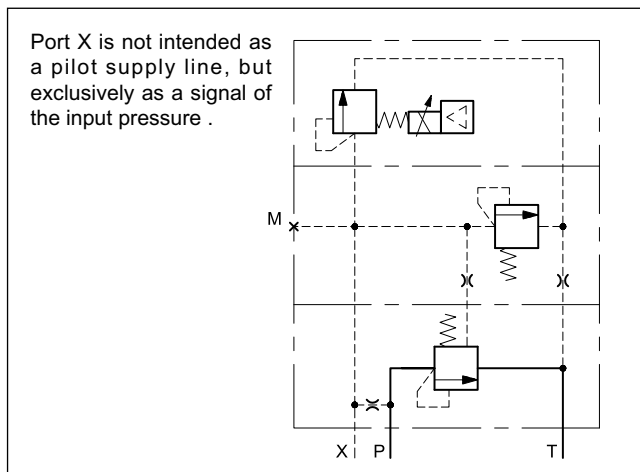 Port X is not intended as
a pilot supply line, but
exclusively as a signal of
the input pressure .
M
X P T